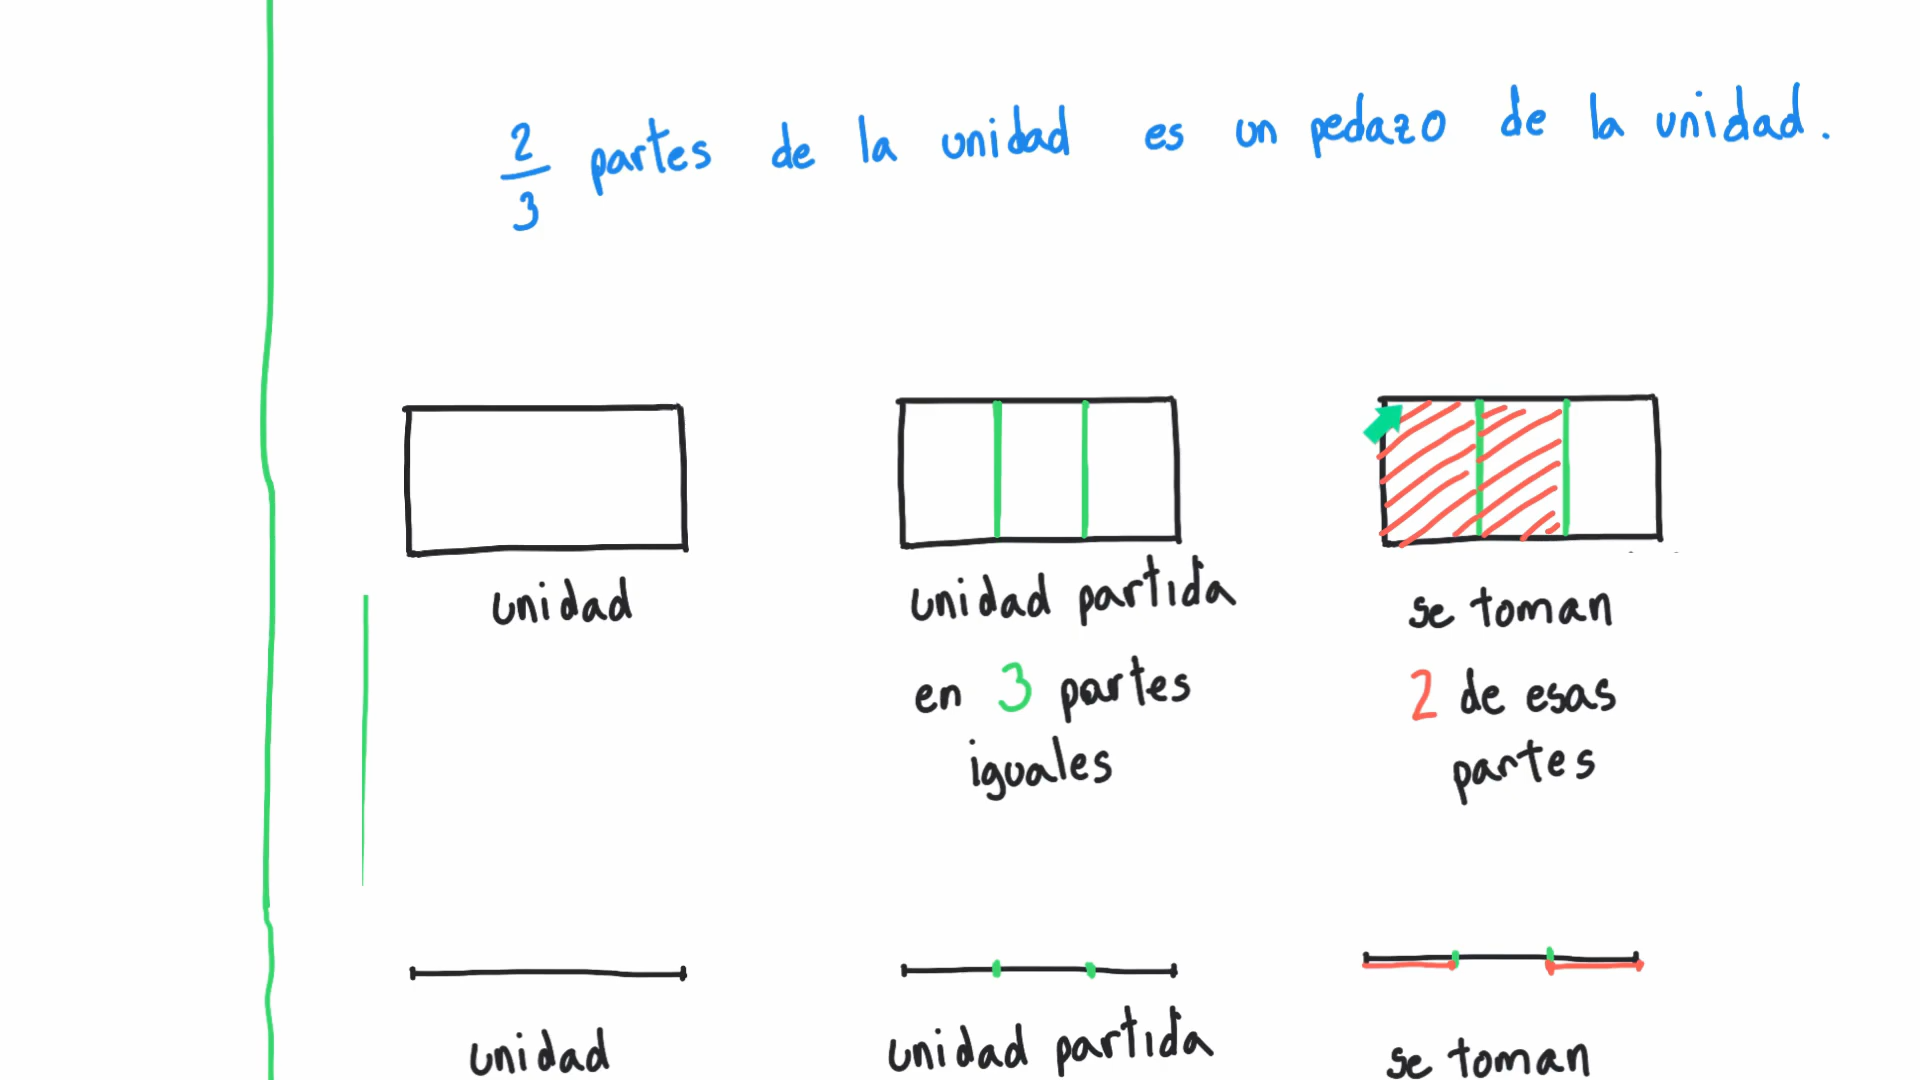 2/3 partes de la unidad es un pedazo de la unidad.
unidad
unidad partida
en 3 partes
iguales
se toman
2 de esas
partes
unidad
unidad partida
se toman